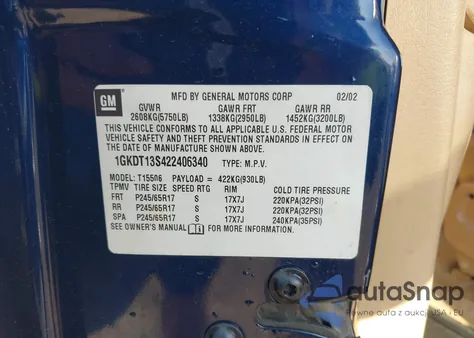 GM
MFD BY GENERAL MOTORS CORP 02/02
GVWR GAWR FRT GAWR RR
2608KG(5750LB) 1338KG(2950LB) 1452KG(3200LB)
THIS VEHICLE CONFORMS TO ALL APPLICABLE U.S. FEDERAL MOTOR
VEHICLE SAFETY AND THEFT PREVENTION STANDARDS IN EFFECT ON
THE DATE OF MANUFACTURE SHOWN ABOVE.
1GKDT13S422406340 TYPE: M.P.V.
MODEL: T15506 PAYLOAD = 422KG(930LB)
TPMV TIRE SIZE SPEED RTG RIM COLD TIRE PRESSURE
FRT P245/65R17 S 17X7J 220KPA(32PSI)
RR P245/65R17 S 17X7J 220KPA(32PSI)
SPA P245/65R17 S 17X7J 240KPA(35PSI)
SEE OWNER'S MANUAL FOR MORE INFORMATION
autoSnap
Pewne auta z aukcji USA i EU